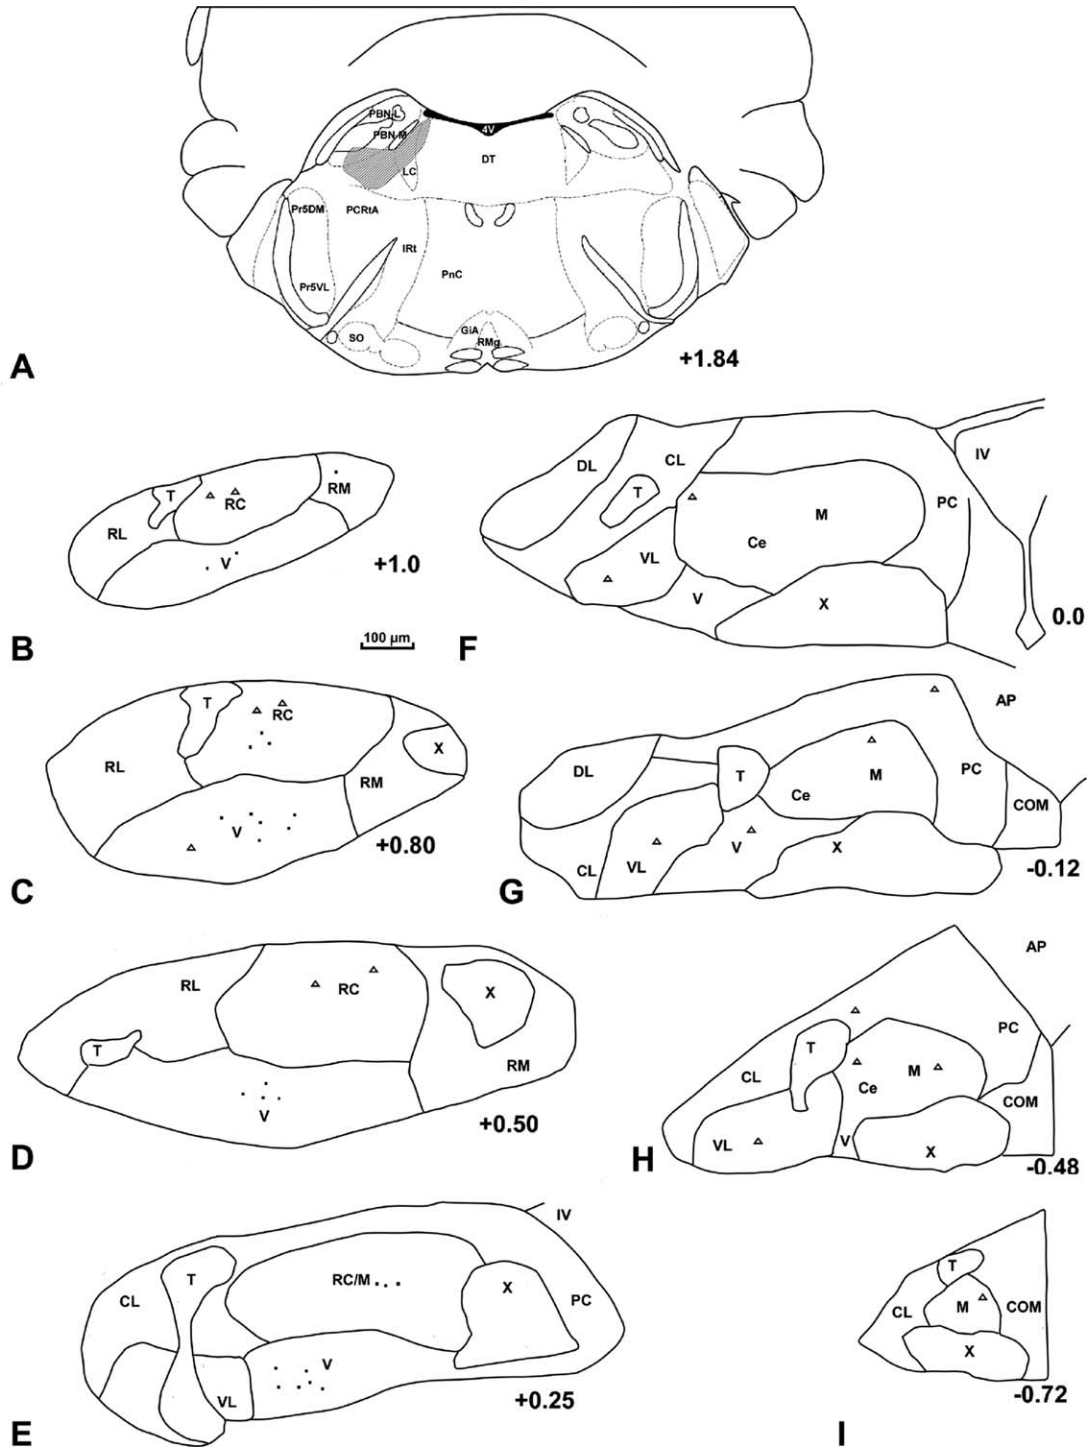 PBN-L
PBN-M
4V
DT
LC
Pr5DM
PCRtA
IRt
PnC
Pr5VL
SO
GiA
RMg
A
+1.84
T
RC
RM
RL
V
+1.0
B
100 µm
DL
CL
IV
T
PC
M
Ce
VL
V
X
0.0
F
T
RC
X
RL
RM
V
+0.80
C
AP
DL
T
M
PC
Ce
COM
V
X
CL
VL
-0.12
G
RL
RC
X
T
RM
V
+0.50
D
AP
PC
T
CL
M
Ce
COM
VL
V
X
-0.48
H
IV
T
RC/M
X
CL
PC
V
VL
+0.25
E
T
CL
M
COM
X
-0.72
I